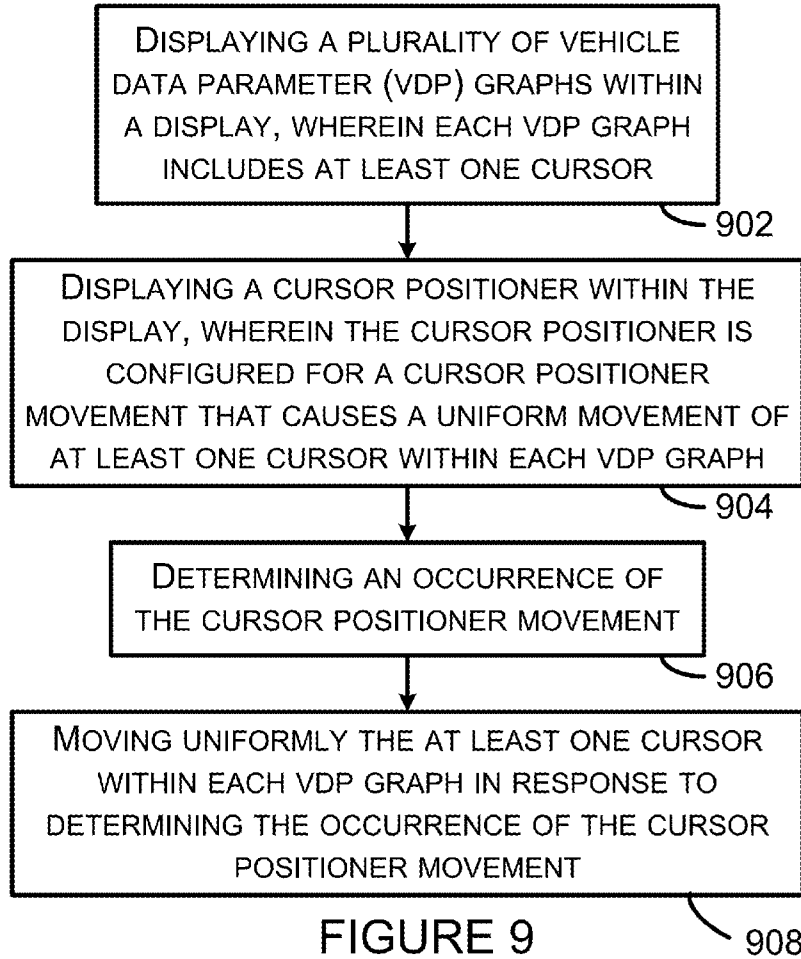 DISPLAYING A PLURALITY OF VEHICLE
DATA PARAMETER (VDP) GRAPHS WITHIN
A DISPLAY, WHEREIN EACH VDP GRAPH
INCLUDES AT LEAST ONE CURSOR
902
DISPLAYING A CURSOR POSITIONER WITHIN THE
DISPLAY, WHEREIN THE CURSOR POSITIONER IS
CONFIGURED FOR A CURSOR POSITIONER
MOVEMENT THAT CAUSES A UNIFORM MOVEMENT OF
AT LEAST ONE CURSOR WITHIN EACH VDP GRAPH
904
DETERMINING AN OCCURRENCE OF
THE CURSOR POSITIONER MOVEMENT
906
MOVING UNIFORMLY THE AT LEAST ONE CURSOR
WITHIN EACH VDP GRAPH IN RESPONSE TO
DETERMINING THE OCCURRENCE OF THE CURSOR
POSITIONER MOVEMENT
908
FIGURE 9